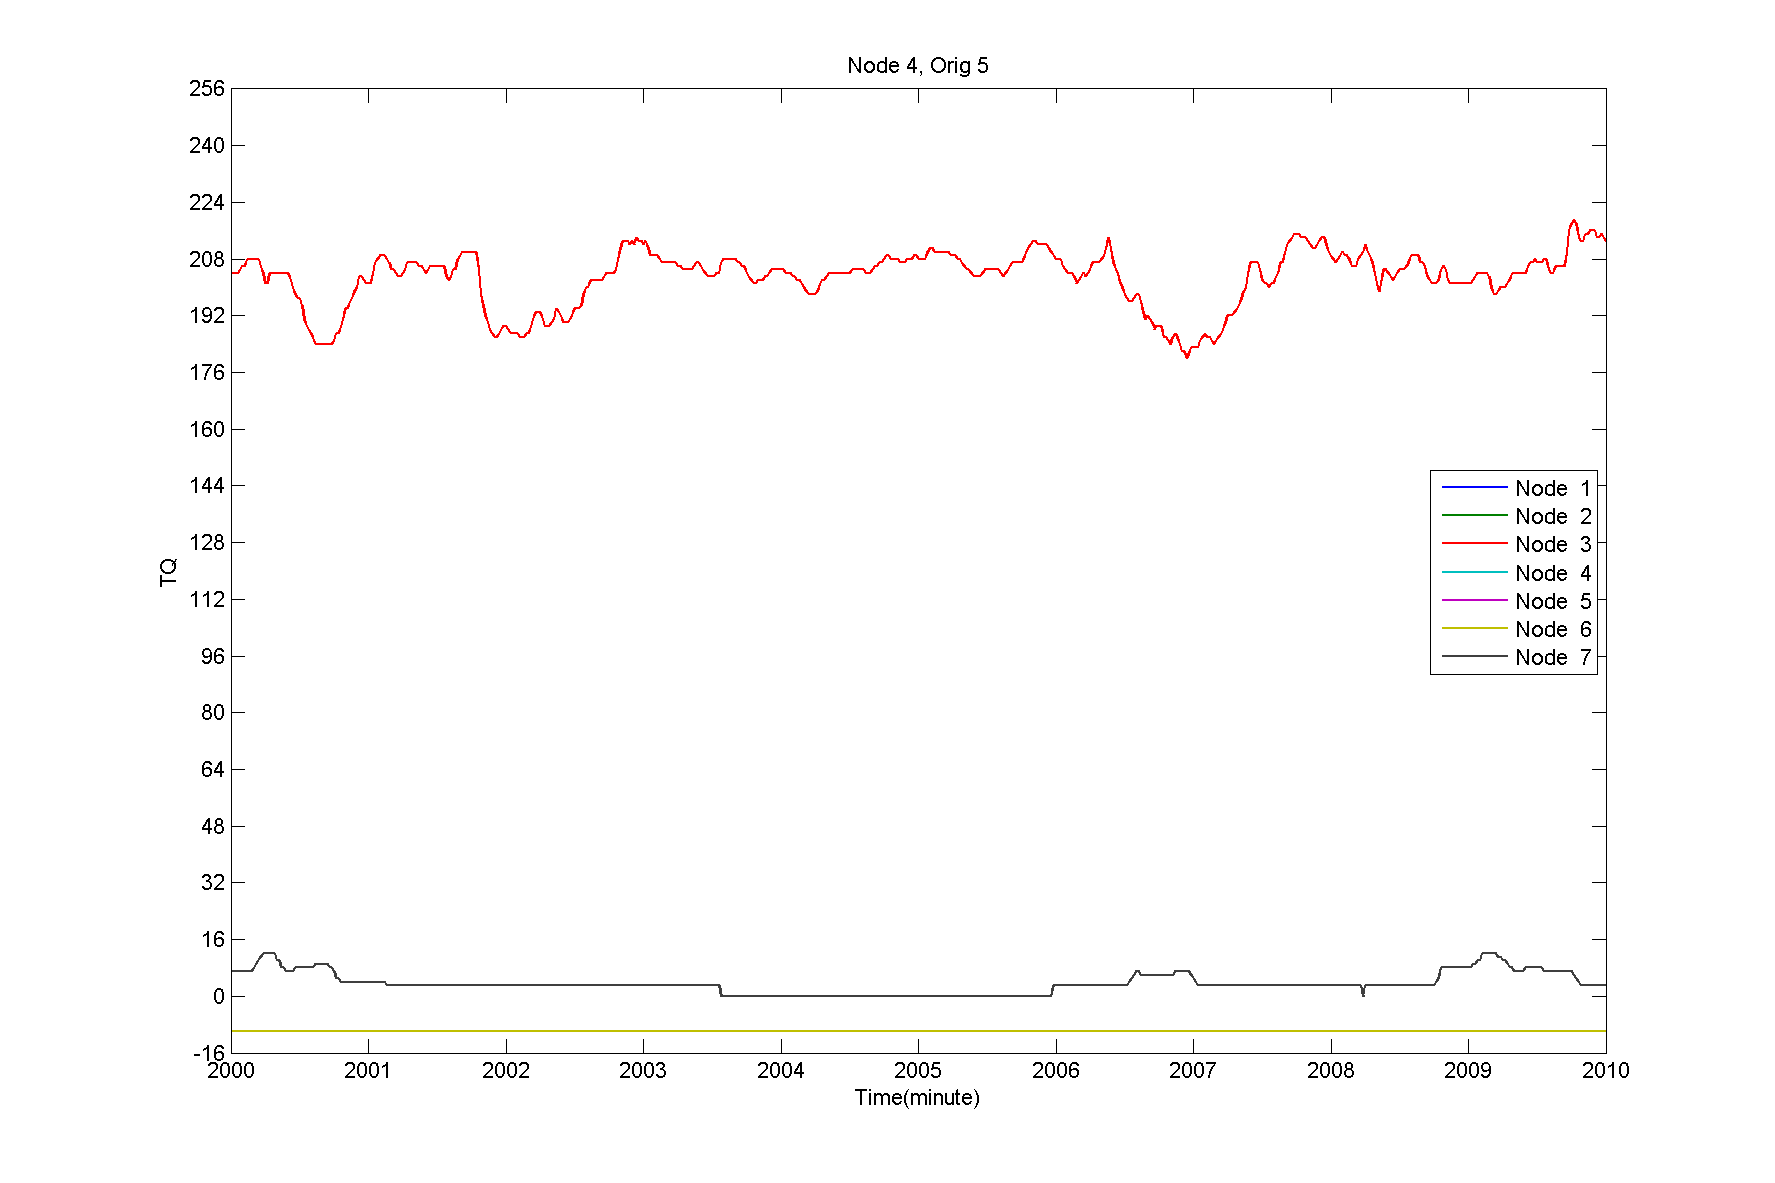 Node 4, Orig 5
256
240
224
208
192
176
160
144
128
112
96
80
64
48
32
16
0
-16
TQ
Node 1
Node 2
Node 3
Node 4
Node 5
Node 6
Node 7
2000 2001 2002 2003 2004 2005 2006 2007 2008 2009 2010
Time(minute)